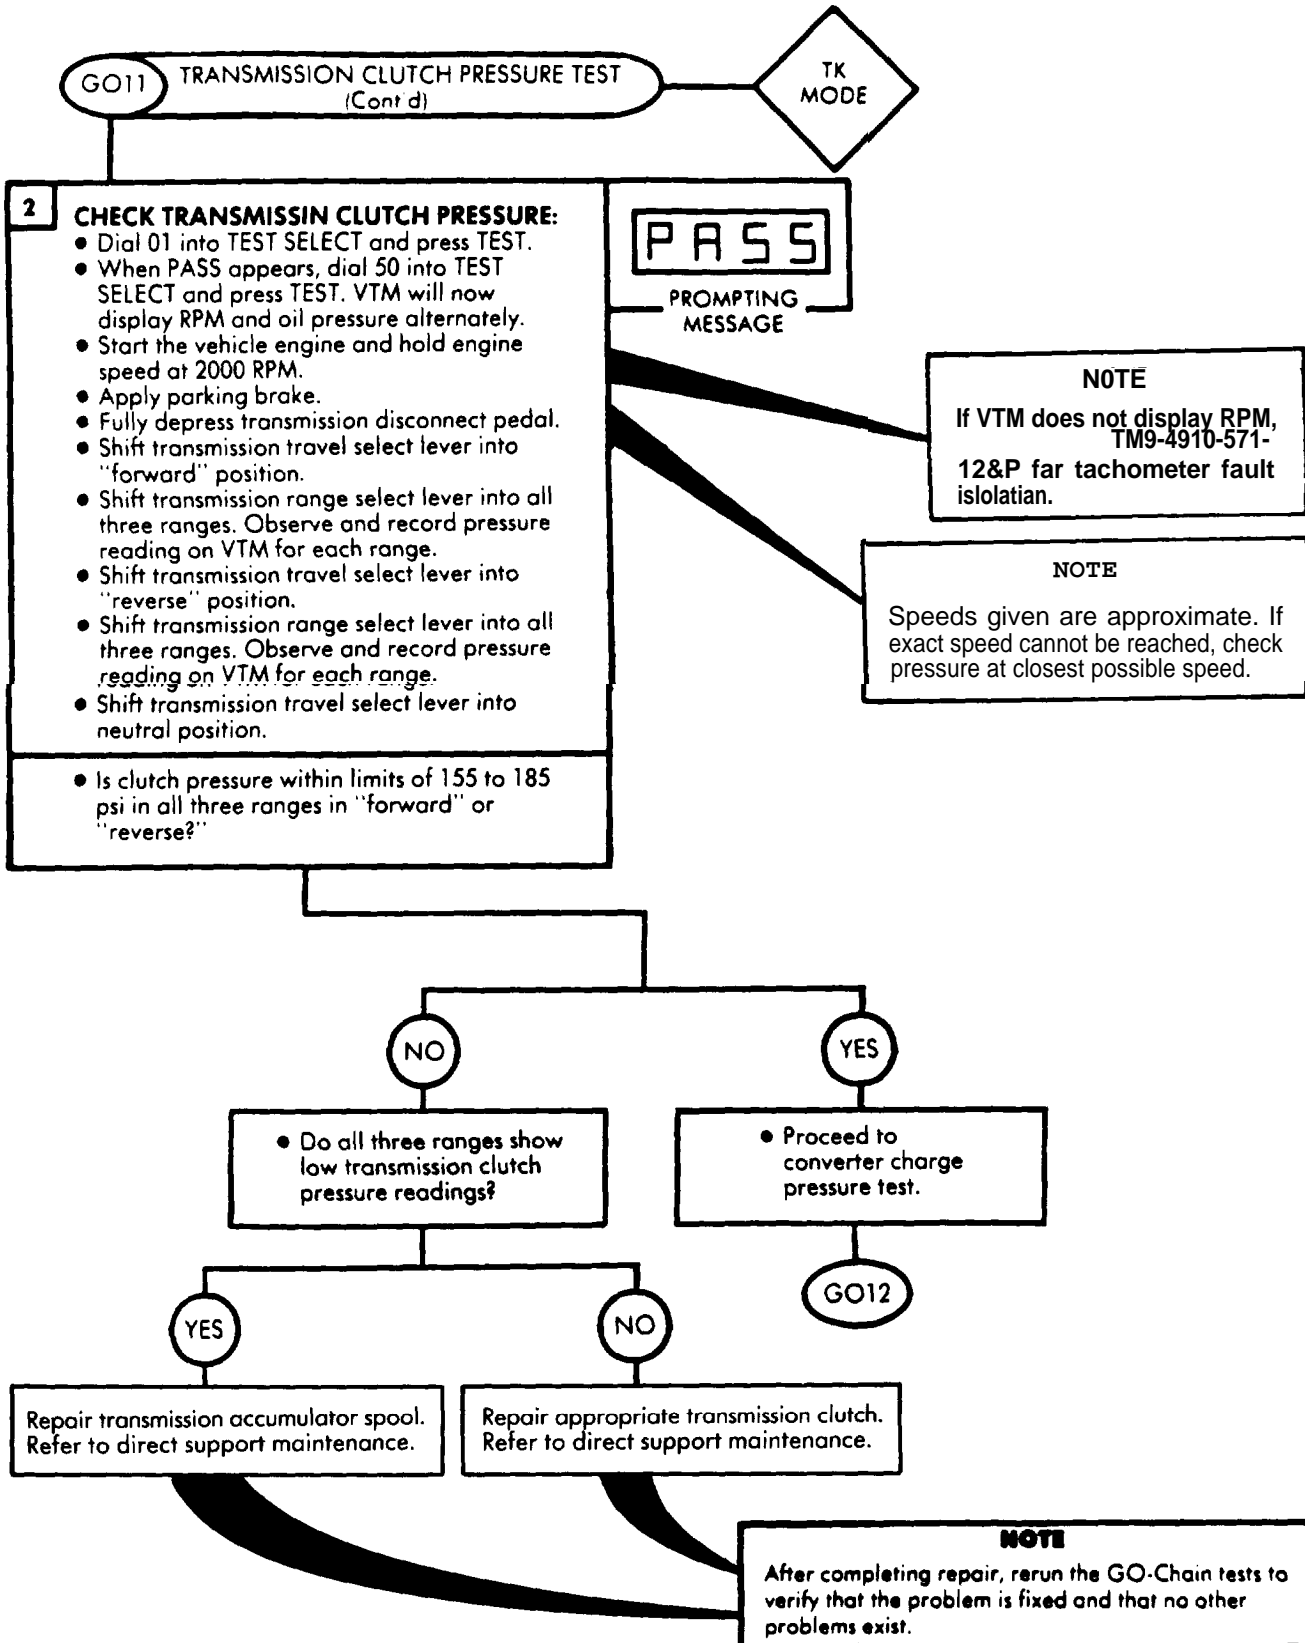 GO11
TRANSMISSION CLUTCH PRESSURE TEST
(Cont'd)
TK
MODE
2
CHECK TRANSMISSIN CLUTCH PRESSURE:
● Dial 01 into TEST SELECT and press TEST.
● When PASS appears, dial 50 into TEST
SELECT and press TEST. VTM will now
display RPM and oil pressure alternately.
● Start the vehicle engine and hold engine
speed at 2000 RPM.
● Apply parking brake.
● Fully depress transmission disconnect pedal.
● Shift transmission travel select lever into
"forward" position.
● Shift transmission range select lever into all
three ranges. Observe and record pressure
reading on VTM for each range.
● Shift transmission travel select lever into
"reverse" position.
● Shift transmission range select lever into all
three ranges. Observe and record pressure
reading on VTM for each range.
● Shift transmission travel select lever into
neutral position.
● Is clutch pressure within limits of 155 to 185
psi in all three ranges in "forward" or
"reverse?"
PASS
PROMPTING
MESSAGE
N0TE
If VTM does not display RPM,
TM9-4910-571-
12&P far tachometer fault
islolatian.
NOTE
Speeds given are approximate. If
exact speed cannot be reached, check
pressure at closest possible speed.
NO
YES
● Do all three ranges show
low transmission clutch
pressure readings?
● Proceed to
converter charge
pressure test.
GO12
YES
NO
Repair transmission accumulator spool.
Refer to direct support maintenance.
Repair appropriate transmission clutch.
Refer to direct support maintenance.
NOTE
After completing repair, rerun the GO-Chain tests to
verify that the problem is fixed and that no other
problems exist.